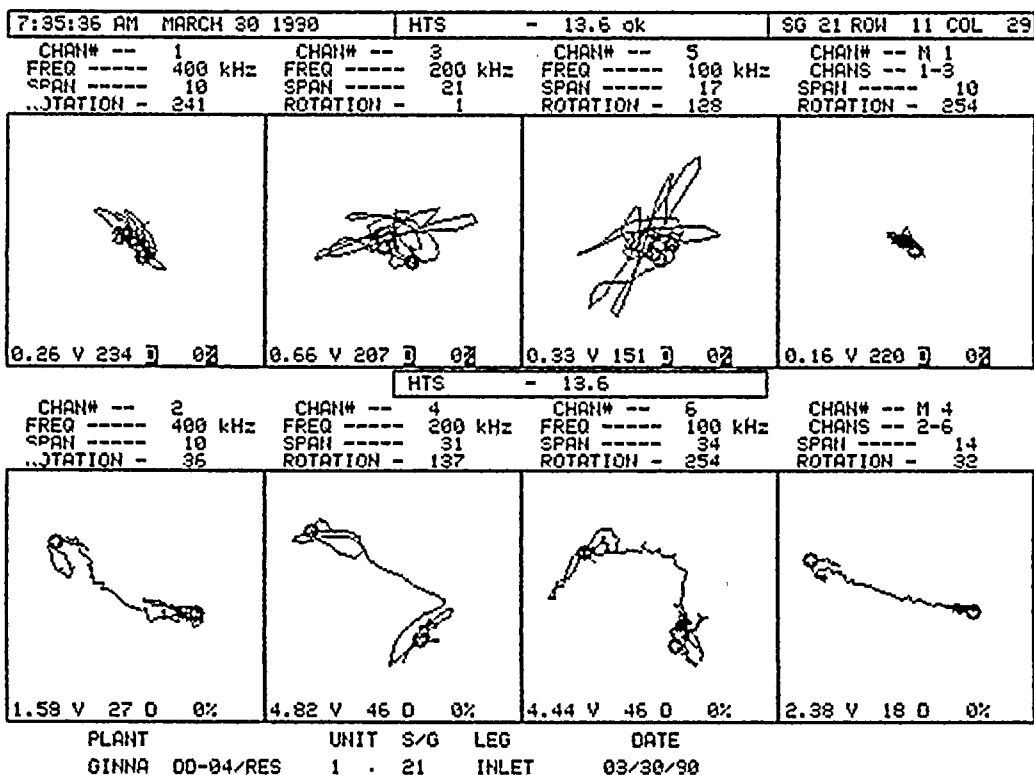 7:35:36 AM MARCH 30 1990 HTS - 13.6 ok SG 21 ROW 11 COL 29
CHAN# -- 1 CHAN# -- 3 CHAN# -- 5 CHAN# -- M 1
FREQ ----- 400 kHz FREQ ----- 200 kHz FREQ ----- 100 kHz CHANS -- 1-3
SPAN ----- 10 SPAN ----- 21 SPAN ----- 17 SPAN ----- 10
..OTATION - 241 ROTATION - 1 ROTATION - 128 ROTATION - 254
0.26 V 234 D 0% 0.66 V 207 D 0% 0.33 V 151 D 0% 0.16 V 220 D 0%
HTS - 13.6
CHAN# -- 2 CHAN# -- 4 CHAN# -- 6 CHAN# -- M 4
FREQ ----- 400 kHz FREQ ----- 200 kHz FREQ ----- 100 kHz CHANS -- 2-6
SPAN ----- 10 SPAN ----- 31 SPAN ----- 34 SPAN ----- 14
..OTATION - 36 ROTATION - 137 ROTATION - 254 ROTATION - 32
1.58 V 27 D 0% 4.82 V 46 D 0% 4.44 V 46 D 0% 2.38 V 18 D 0%
PLANT UNIT S/G LEG DATE
GINNA OD-04/RES 1 . 21 INLET 03/30/90